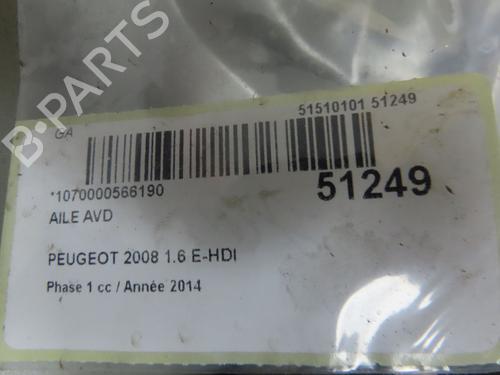 B-PARTS
GA
51510101 51249
*1070000566190
51249
AILE AVD
PEUGEOT 2008 1.6 E-HDI
Phase 1 cc / Année 2014